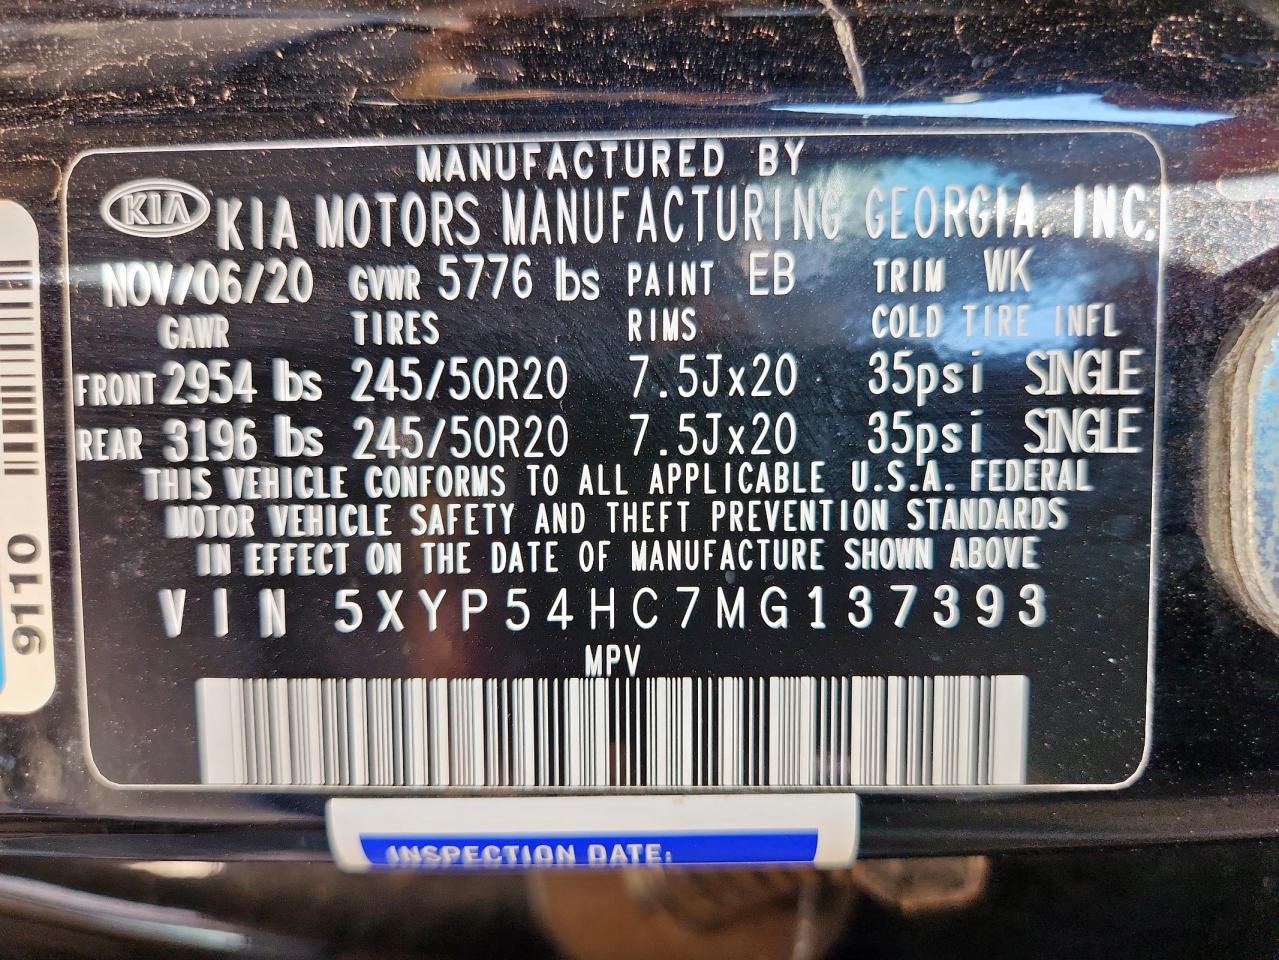 MANUFACTURED BY
KIA KIA MOTORS MANUFACTURING GEORGIA, INC.
NOV/06/20 GVWR 5776 lbs PAINT EB TRIM WK
GAWR TIRES RIMS COLD TIRE INFL
FRONT 2954 lbs 245/50R20 7.5Jx20 35psi SINGLE
REAR 3196 lbs 245/50R20 7.5Jx20 35psi SINGLE
THIS VEHICLE CONFORMS TO ALL APPLICABLE U.S.A. FEDERAL
MOTOR VEHICLE SAFETY AND THEFT PREVENTION STANDARDS
IN EFFECT ON THE DATE OF MANUFACTURE SHOWN ABOVE
VIN 5XYP54HC7MG137393
MPV
9110
INSPECTION DATE: